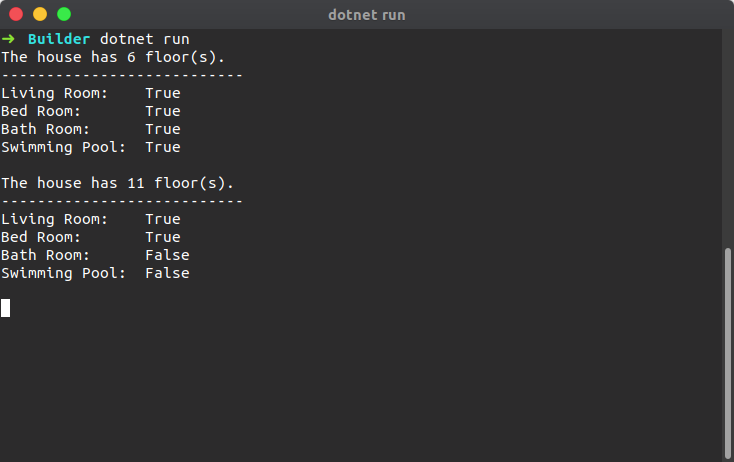 dotnet run
➜ Builder dotnet run
The house has 6 floor(s).
---------------------------
Living Room:    True
Bed Room:       True
Bath Room:      True
Swimming Pool:  True
The house has 11 floor(s).
---------------------------
Living Room:    True
Bed Room:       True
Bath Room:      False
Swimming Pool:  False